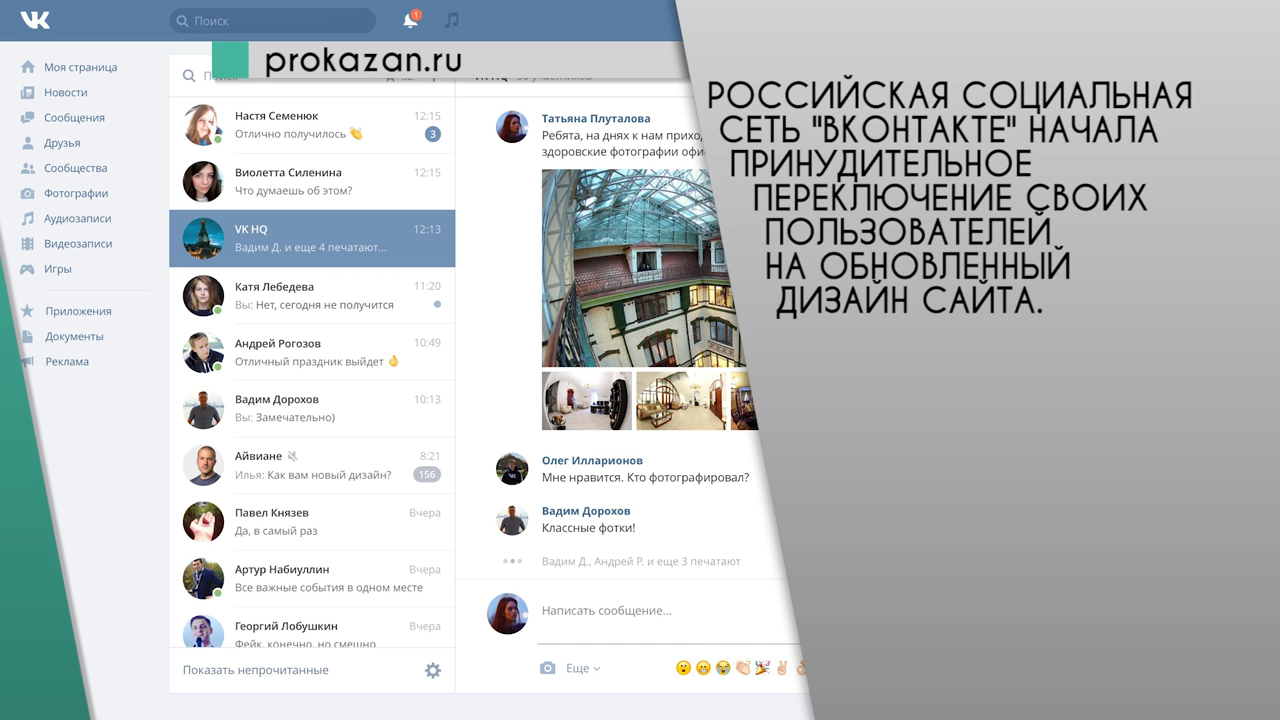 VK
Поиск
1
prokazan.ru
Моя страница
Новости
Сообщения
Друзья
Сообщества
Фотографии
Аудиозаписи
Видеозаписи
Игры
Приложения
Документы
Реклама
Настя Семенюк 12:15
Отлично получилось 👏 3
Виолетта Силенина 12:15
Что думаешь об этом?
VK HQ 12:13
Вадим Д. и еще 4 печатают...
Катя Лебедева 11:20
Вы: Нет, сегодня не получится
Андрей Рогозов 10:49
Отличный праздник выйдет 👌
Вадим Дорохов 10:13
Вы: Замечательно)
Айвиане 8:21
Илья: Как вам новый дизайн? 156
Павел Князев Вчера
Да, в самый раз
Артур Набиуллин Вчера
Все важные события в одном месте
Георгий Лобушкин Вчера
Фейк, конечно, но смешно
Показать непрочитанные
Татьяна Плуталова
Ребята, на днях к нам прихо
здоровские фотографии офи
Олег Илларионов
Мне нравится. Кто фотографировал?
Вадим Дорохов
Классные фотки!
Вадим Д., Андрей Р. и еще 3 печатают
Написать сообщение...
Еще
РОССИЙСКАЯ СОЦИАЛЬНАЯ
СЕТЬ "ВКОНТАКТЕ" НАЧАЛА
ПРИНУДИТЕЛЬНОЕ
ПЕРЕКЛЮЧЕНИЕ СВОИХ
ПОЛЬЗОВАТЕЛЕЙ
НА ОБНОВЛЕННЫЙ
ДИЗАЙН САЙТА.